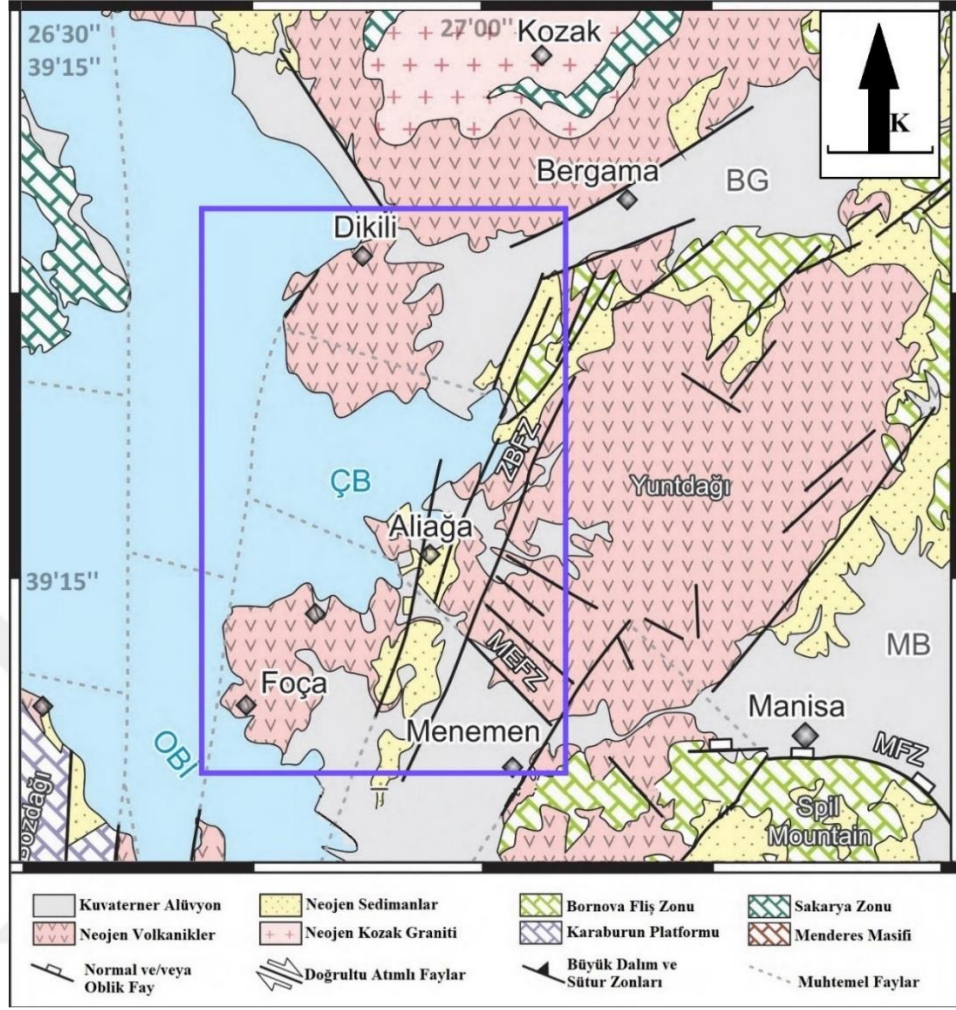 26'30''
39'15''
27'00''
Kozak
K
Bergama
BG
Dikili
ZBFZ
ÇB
Yuntdağı
Aliağa
39'15''
MEFZ
MB
Foça
Manisa
Menemen
OBI
MFZ
Bozdağı
Spil
Mountain
Kuvaterner Alüvyon
Neojen Sedimanlar
Bornova Fliş Zonu
Sakarya Zonu
Neojen Volkanikler
Neojen Kozak Graniti
Karaburun Platformu
Menderes Masifi
Normal ve/veya
Oblik Fay
Doğrultu Atımlı Faylar
Büyük Dalım ve
Sütur Zonları
Muhtemel Faylar